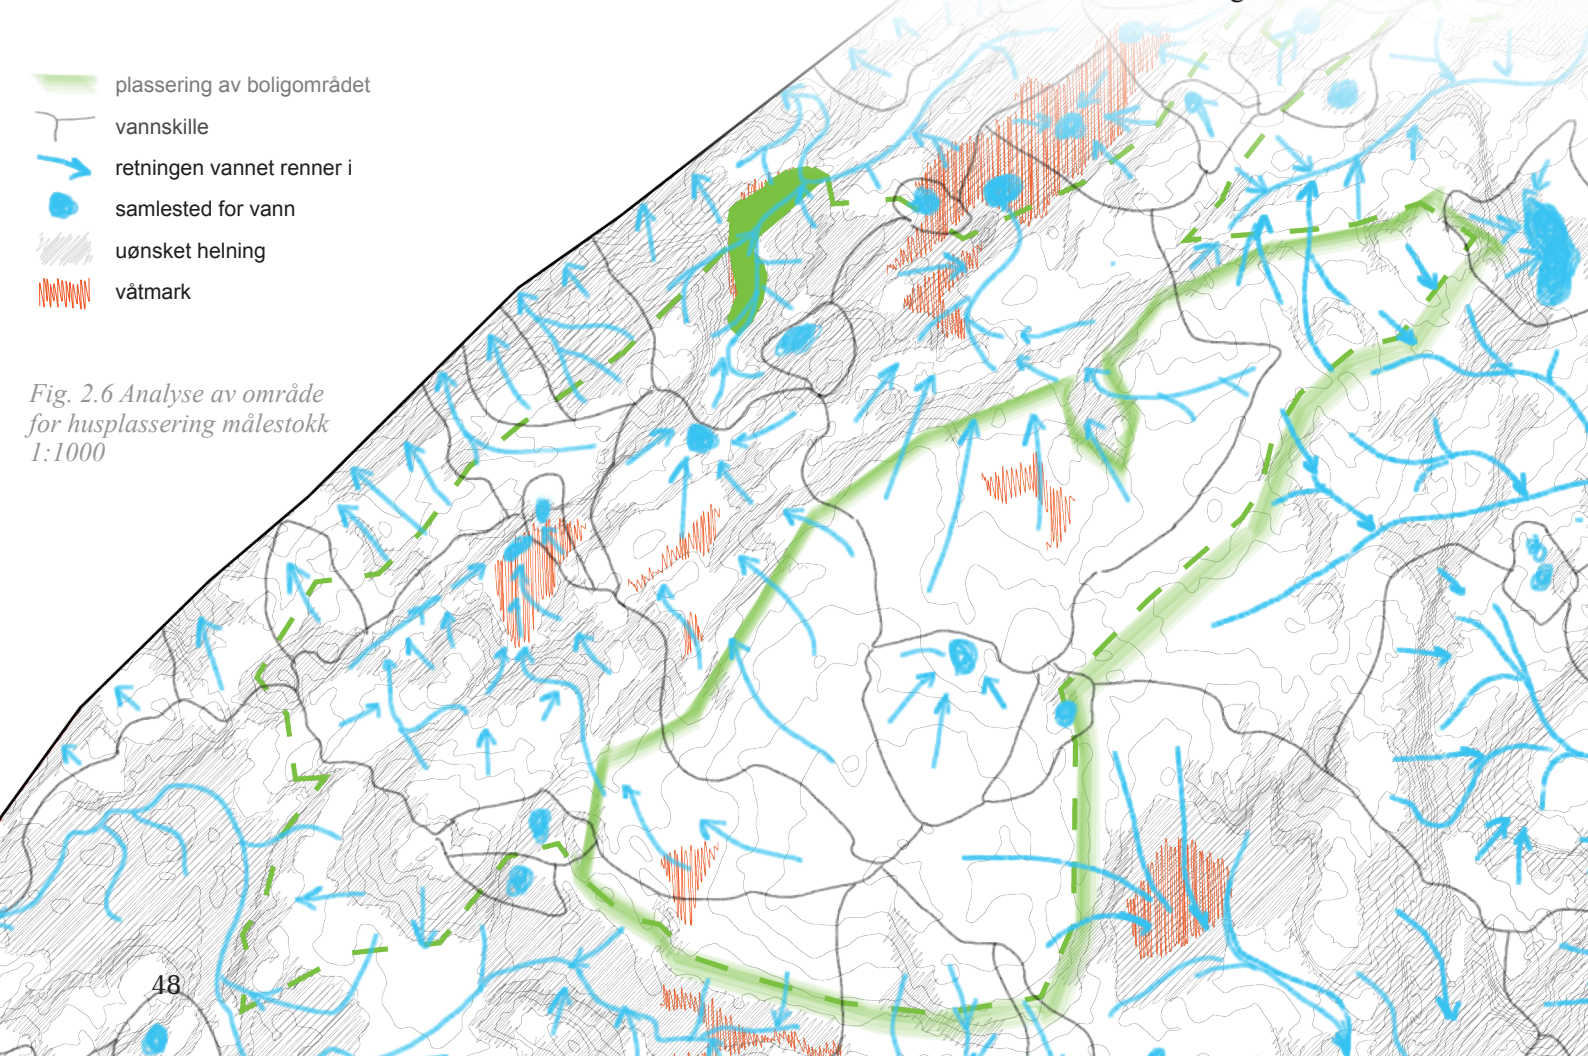 g
plassering av boligområdet
vannskille
retningen vannet renner i
samlested for vann
uønsket helning
våtmark
Fig. 2.6 Analyse av område
for husplassering målestokk
1:1000
48